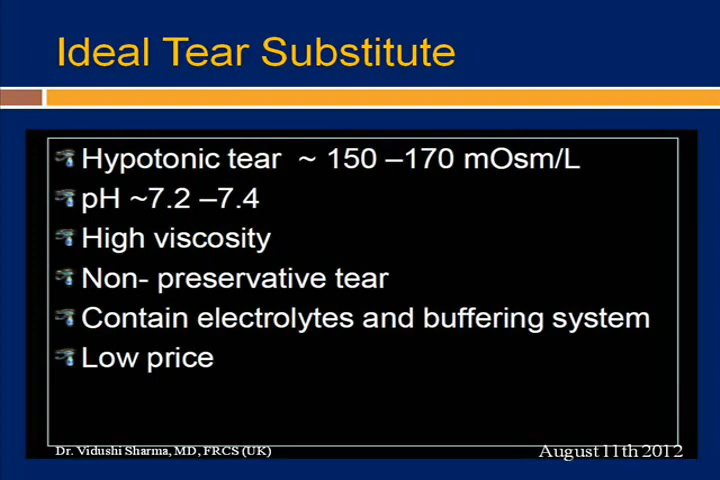 Ideal Tear Substitute
Hypotonic tear ~ 150 –170 mOsm/L
pH ~7.2 –7.4
High viscosity
Non- preservative tear
Contain electrolytes and buffering system
Low price
Dr. Vidushi Sharma, MD, FRCS (UK)
August 11th 2012